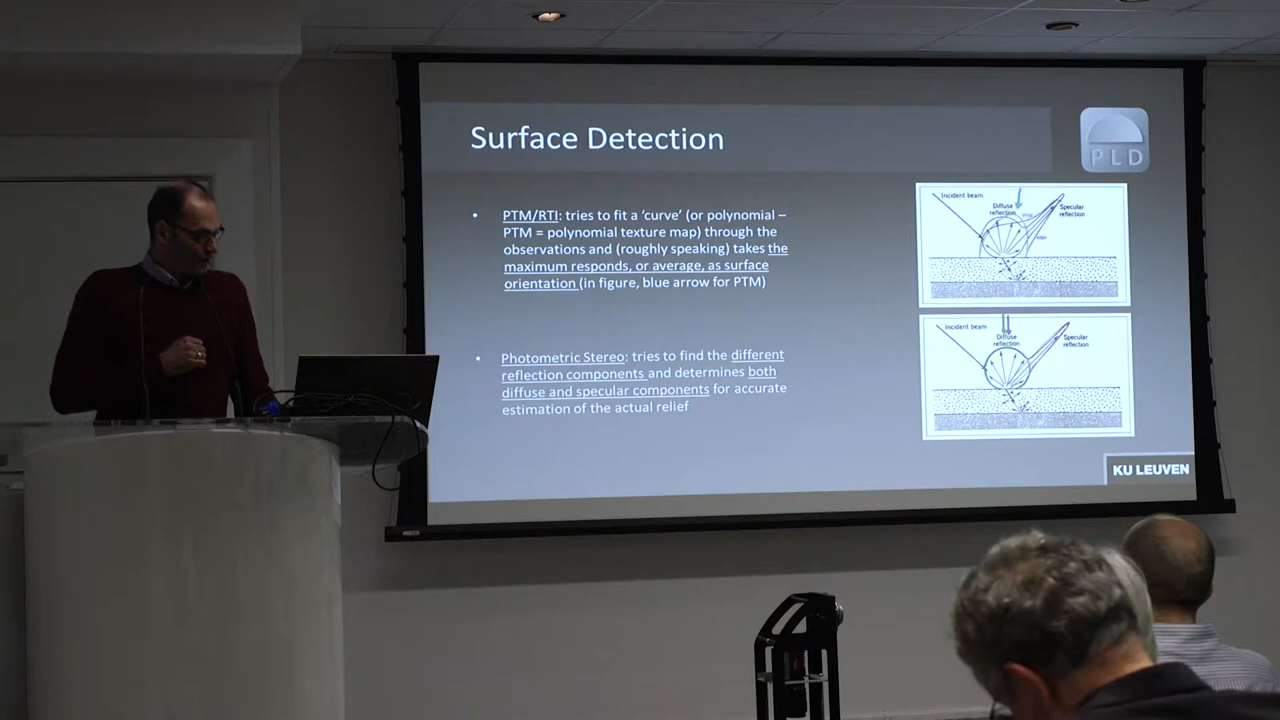 Surface Detection
PLD
• PTM/RTI: tries to fit a 'curve' (or polynomial –
PTM = polynomial texture map) through the
observations and (roughly speaking) takes the
maximum responds, or average, as surface
orientation (in figure, blue arrow for PTM)
Incident beam
Diffuse
reflection
Specular
reflection
• Photometric Stereo: tries to find the different
reflection components and determines both
diffuse and specular components for accurate
estimation of the actual relief
Incident beam
Diffuse
reflection
Specular
reflection
KU LEUVEN